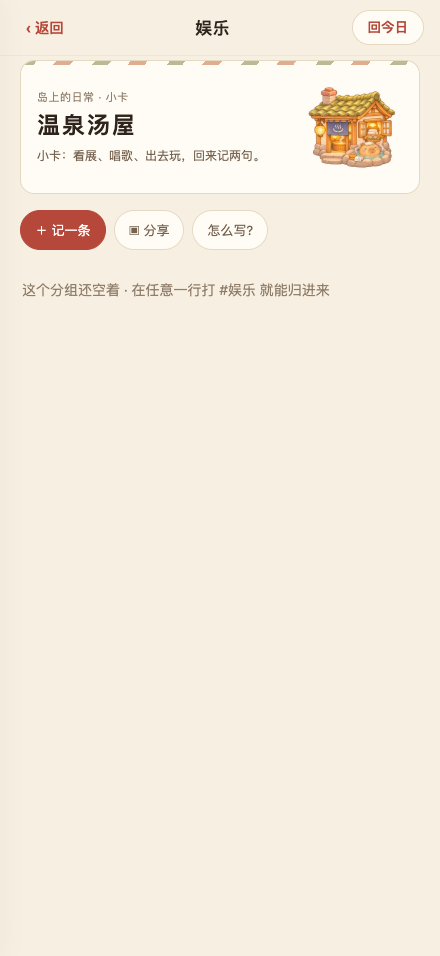 ‹ 返回
娱乐
回今日
岛上的日常 · 小卡
温泉汤屋
小卡：看展、唱歌、出去玩，回来记两句。
＋ 记一条
▣ 分享
怎么写?
这个分组还空着 · 在任意一行打 #娱乐 就能归进来